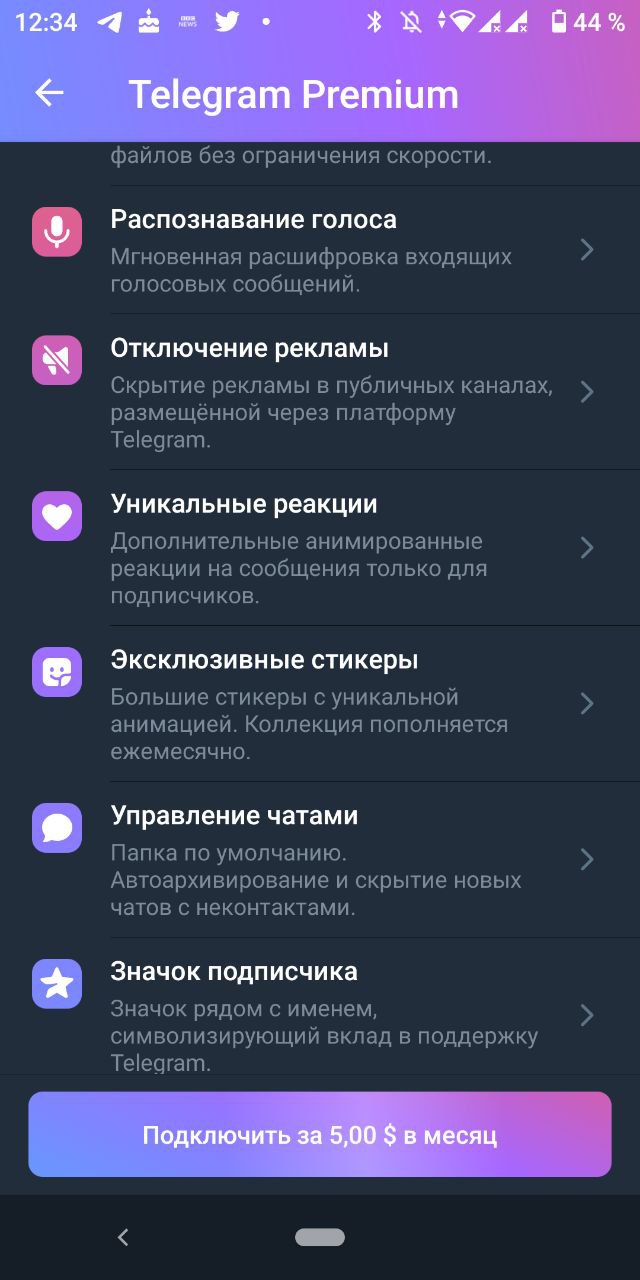 12:34
BBC NEWS
44 %
Telegram Premium
файлов без ограничения скорости.
Распознавание голоса
Мгновенная расшифровка входящих
голосовых сообщений.
Отключение рекламы
Скрытие рекламы в публичных каналах,
размещённой через платформу
Telegram.
Уникальные реакции
Дополнительные анимированные
реакции на сообщения только для
подписчиков.
Эксклюзивные стикеры
Большие стикеры с уникальной
анимацией. Коллекция пополняется
ежемесячно.
Управление чатами
Папка по умолчанию.
Автоархивирование и скрытие новых
чатов с неконтактами.
Значок подписчика
Значок рядом с именем,
символизирующий вклад в поддержку
Telegram.
Подключить за 5,00 $ в месяц